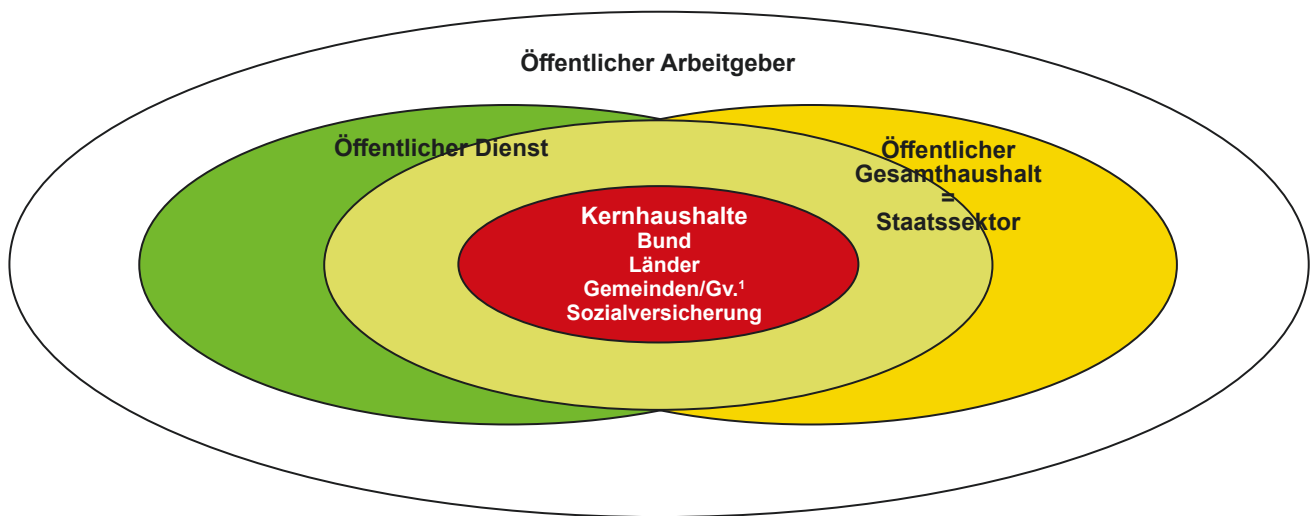 Öffentlicher Arbeitgeber
Öffentlicher Dienst
Öffentlicher
Gesamthaushalt
=
Staatssektor
Kernhaushalte
Bund
Länder
Gemeinden/Gv.¹
Sozialversicherung